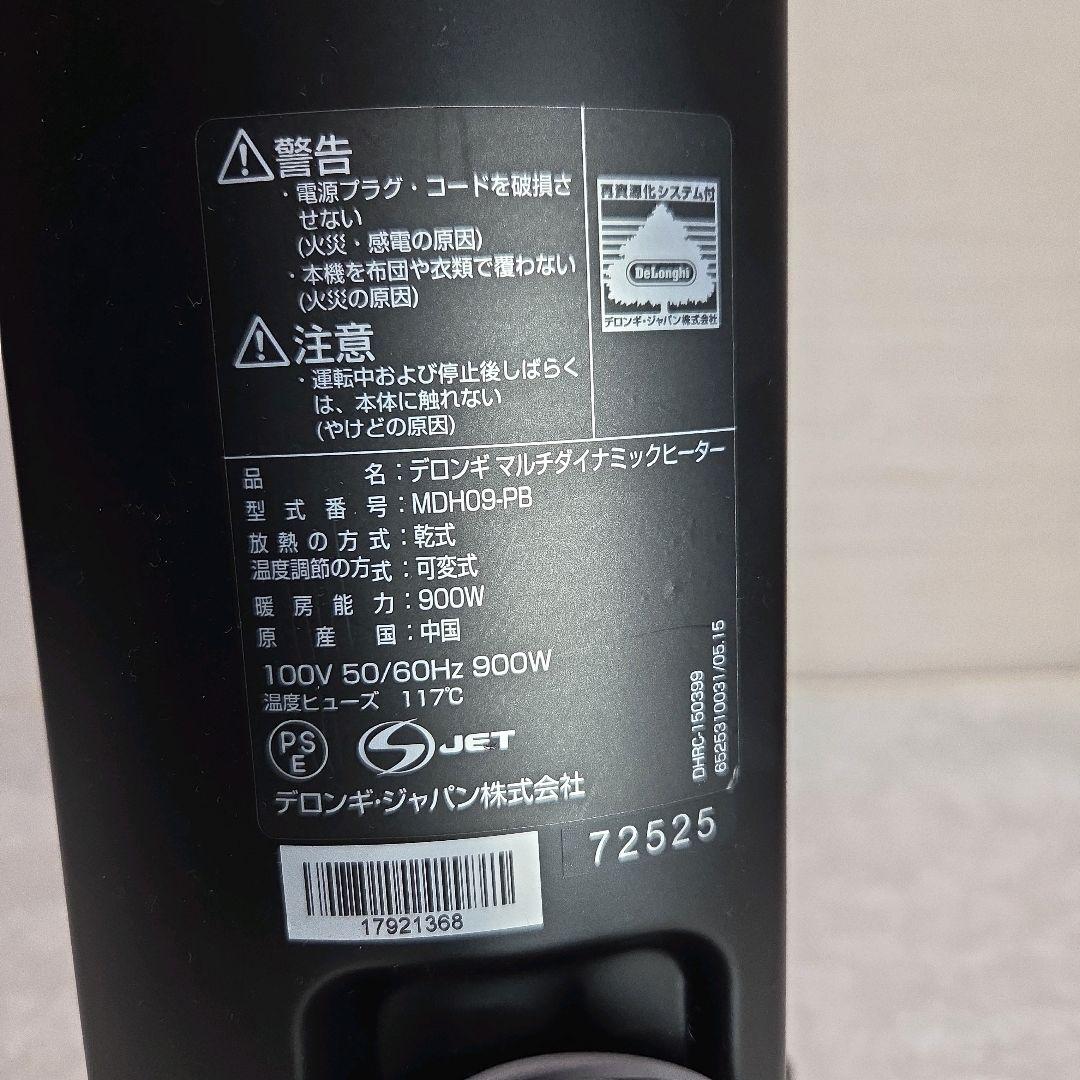 警告
・電源プラグ・コードを破損さ
せない
(火災・感電の原因)
・本機を布団や衣類で覆わない
(火災の原因)
注意
・運転中および停止後しばらく
は、本体に触れない
(やけどの原因)
再資源化システム付
DeLonghi
デロンギ・ジャパン株式会社
品名：デロンギ マルチダイナミックヒーター
型式番号：MDH09-PB
放熱の方式：乾式
温度調節の方式：可変式
暖房能力：900W
原産国：中国
100V 50/60Hz 900W
温度ヒューズ 117℃
PSE
S JET
デロンギ・ジャパン株式会社
DHRC-150399
6525310031/05.15
72525
17921368